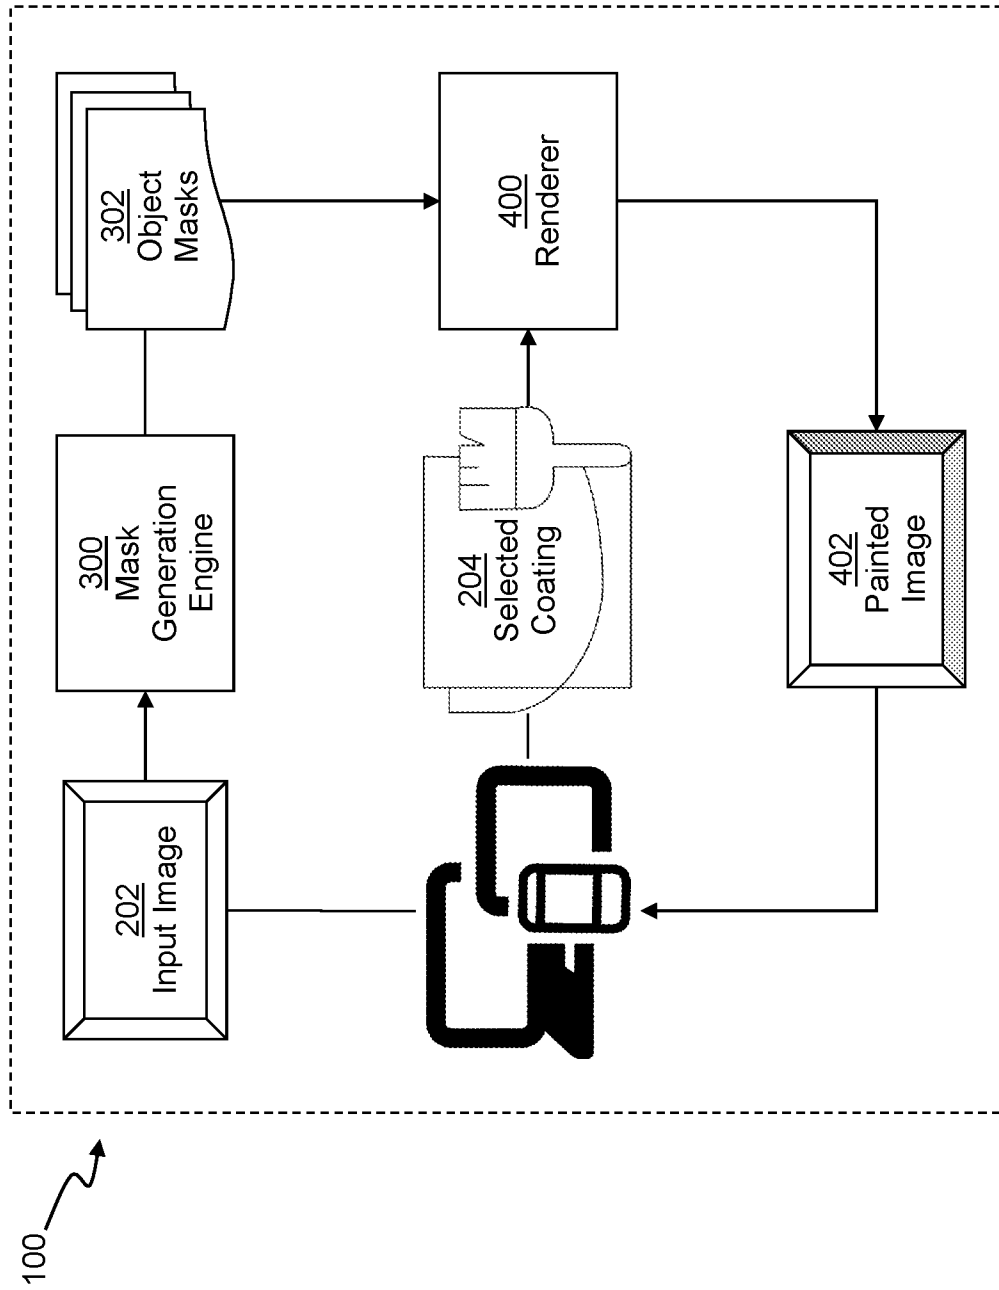 100
202
Input Image
300
Mask
Generation
Engine
302
Object
Masks
204
Selected
Coating
400
Renderer
402
Painted
Image